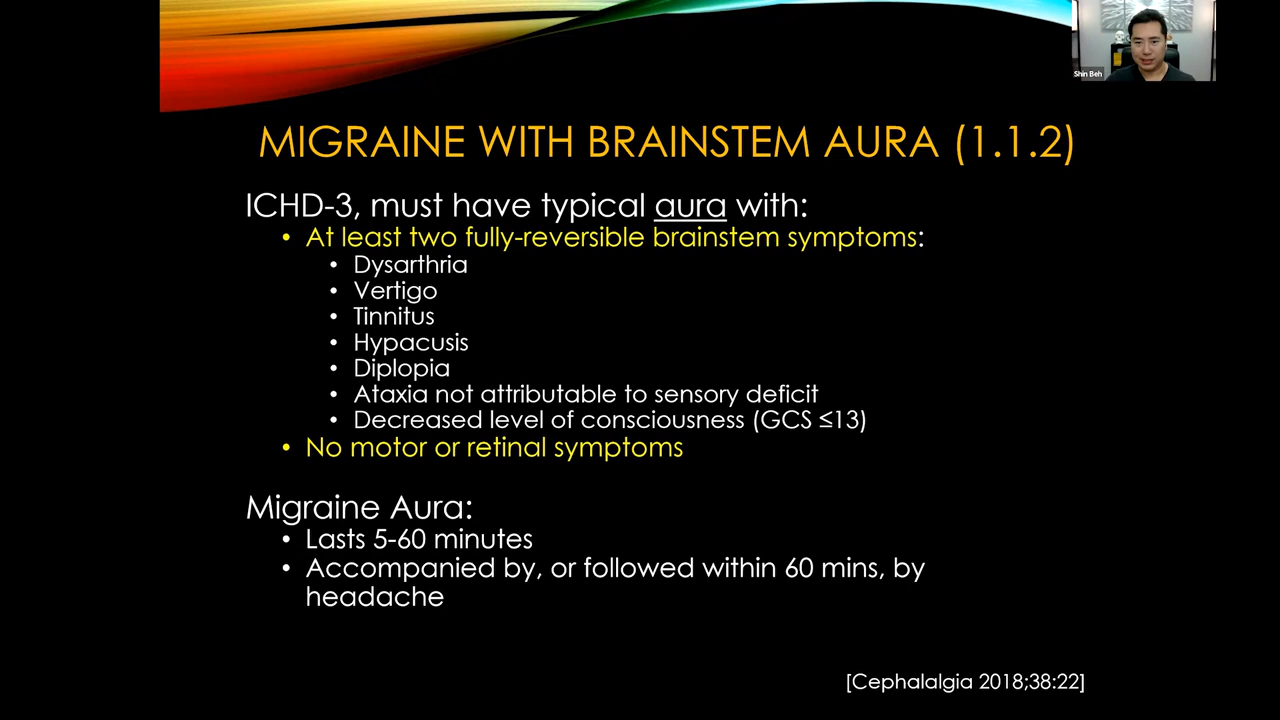 Shin Beh
MIGRAINE WITH BRAINSTEM AURA (1.1.2)
ICHD-3, must have typical aura with:
• At least two fully-reversible brainstem symptoms:
• Dysarthria
• Vertigo
• Tinnitus
• Hypacusis
• Diplopia
• Ataxia not attributable to sensory deficit
• Decreased level of consciousness (GCS ≤13)
• No motor or retinal symptoms
Migraine Aura:
• Lasts 5-60 minutes
• Accompanied by, or followed within 60 mins, by
headache
[Cephalalgia 2018;38:22]